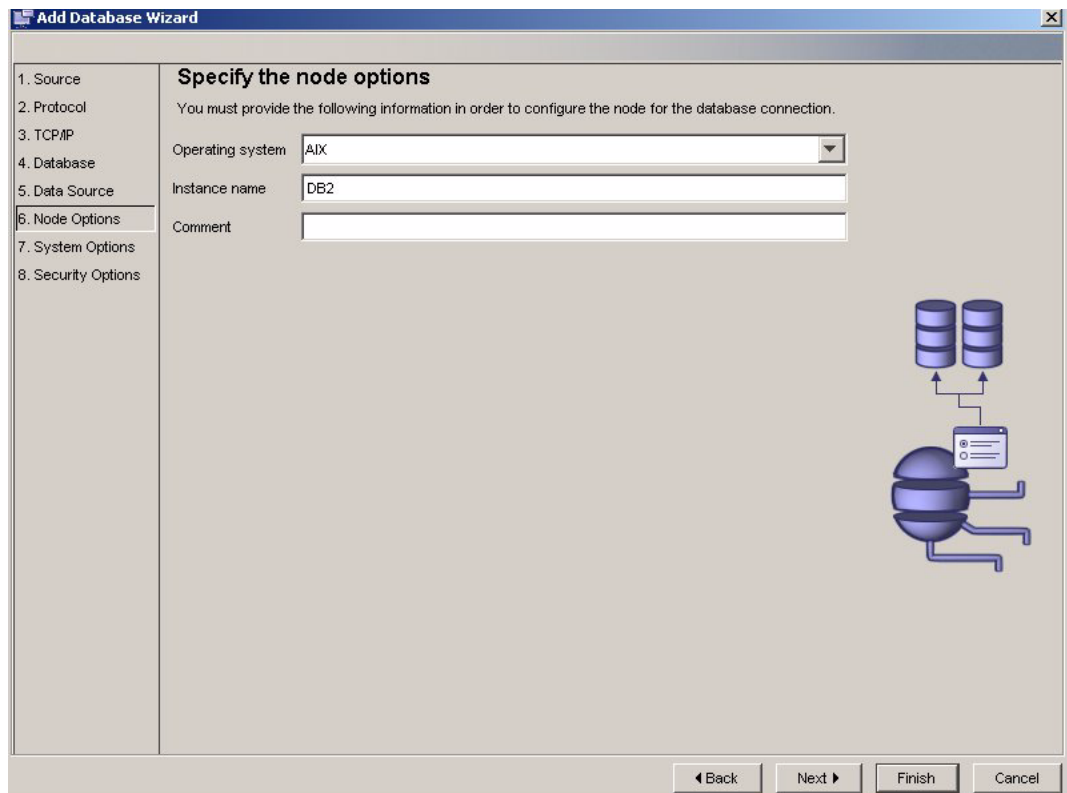 Add Database Wizard
1. Source
2. Protocol
3. TCP/IP
4. Database
5. Data Source
6. Node Options
7. System Options
8. Security Options
Specify the node options
You must provide the following information in order to configure the node for the database connection.
Operating system AIX
Instance name DB2
Comment
Back Next Finish Cancel